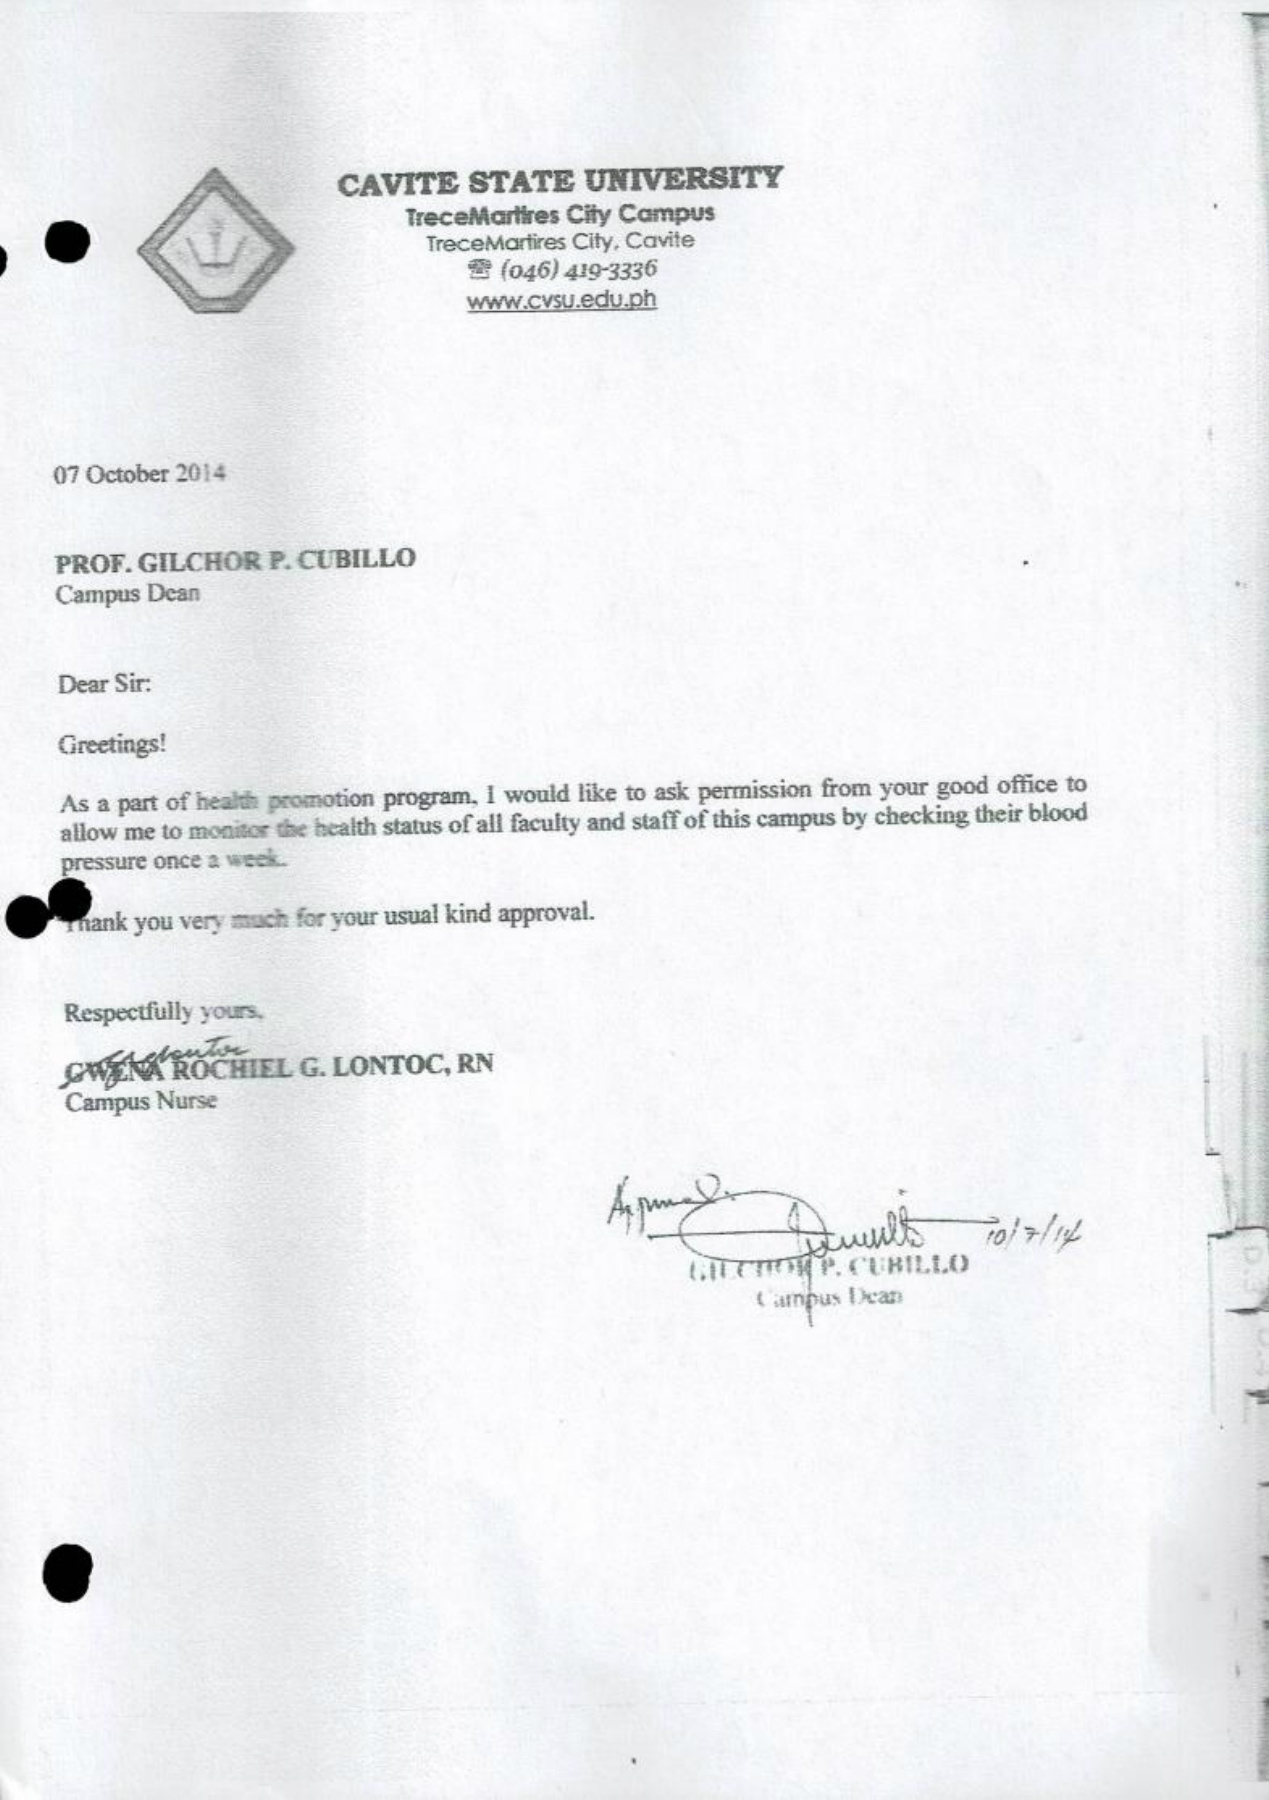 CAVITE STATE UNIVERSITY
TreceMartires City Campus
TreceMartires City, Cavite
☎ (046) 419-3336
www.cvsu.edu.ph
07 October 2014
PROF. GILCHOR P. CUBILLO
Campus Dean
Dear Sir:
Greetings!
As a part of health promotion program, I would like to ask permission from your good office to
allow me to monitor the health status of all faculty and staff of this campus by checking their blood
pressure once a week.
Thank you very much for your usual kind approval.
Respectfully yours,
GWENA ROCHIEL G. LONTOC, RN
Campus Nurse
10/7/14
GILCHOR P. CUBILLO
Campus Dean